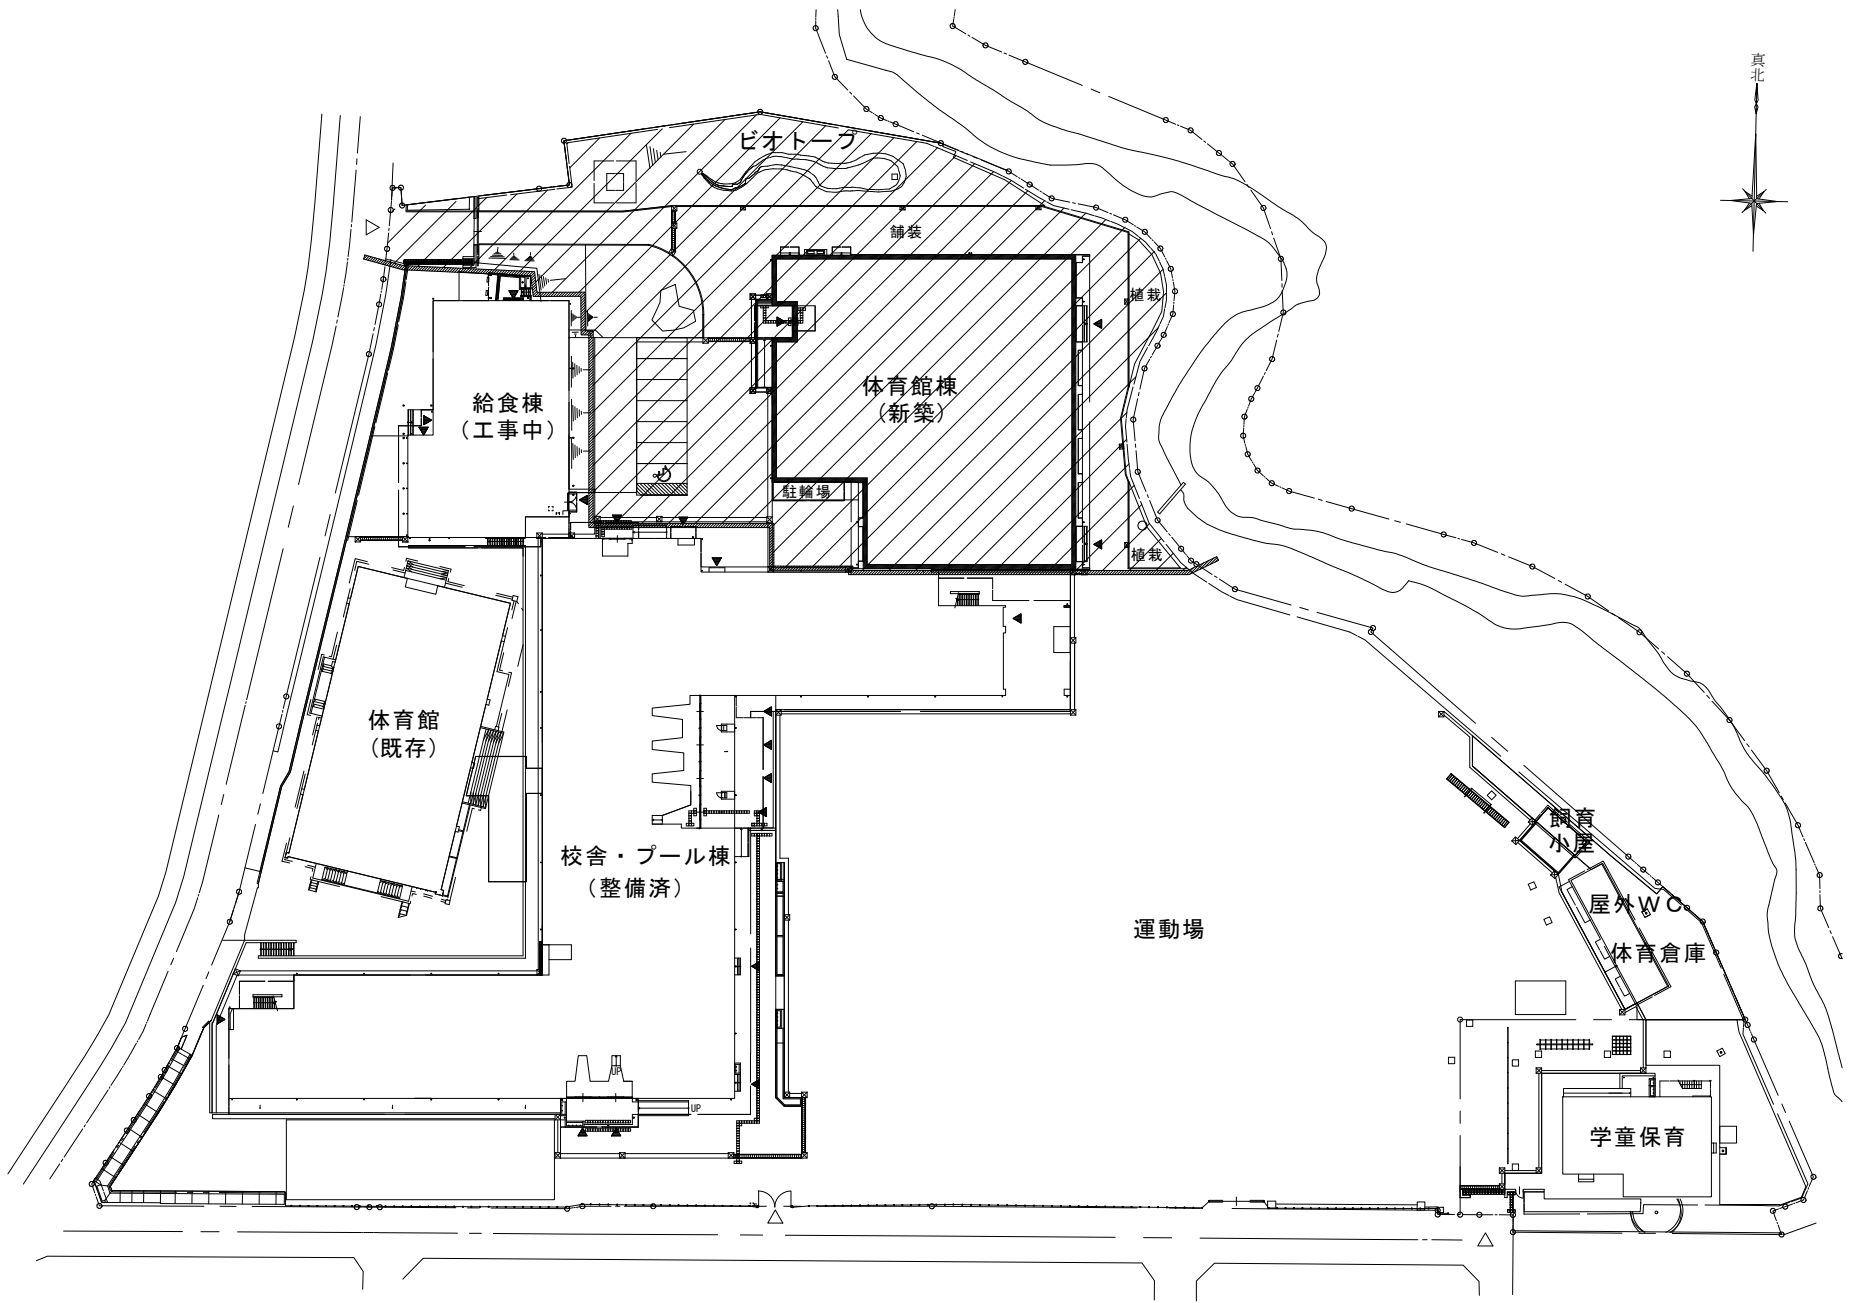 真北
ビオトープ
舗装
植栽
体育館棟
（新築）
給食棟
（工事中）
駐輪場
植栽
体育館
（既存）
飼育
小屋
校舎・プール棟
（整備済）
屋外ＷＣ
運動場
体育倉庫
UP
UP
学童保育